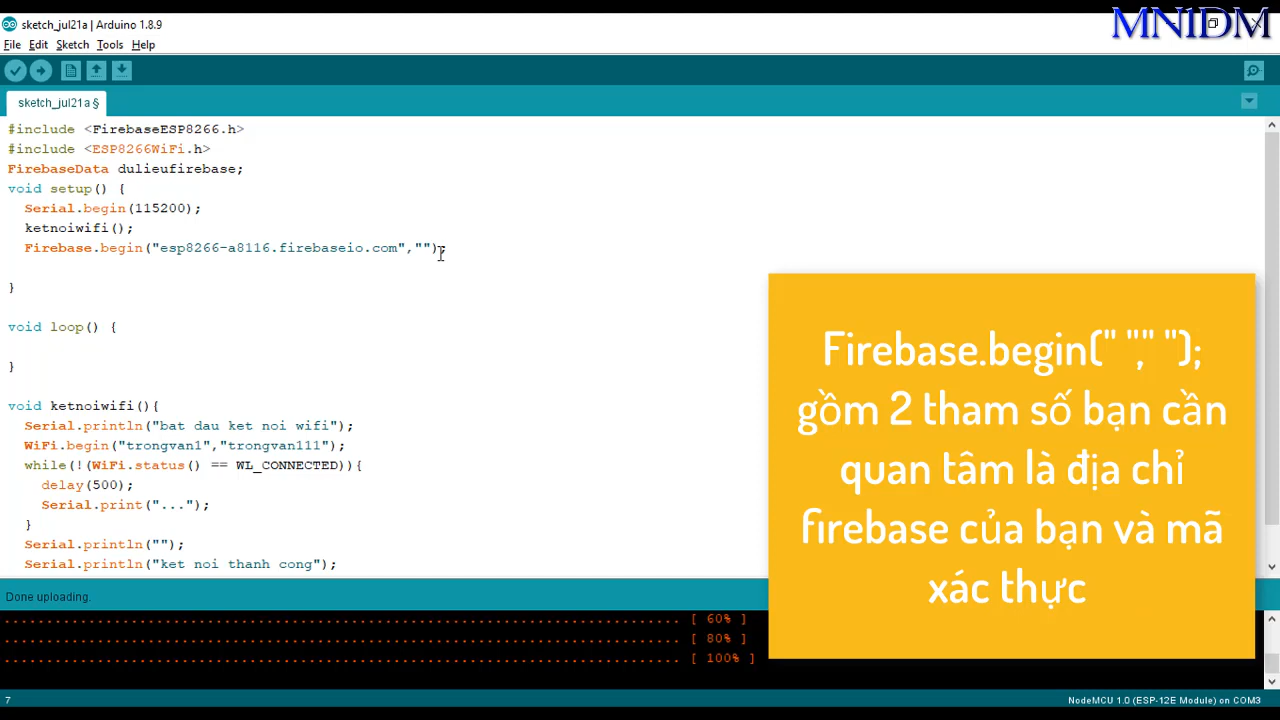 sketch_jul21a | Arduino 1.8.9
MNIDM
File Edit Sketch Tools Help
sketch_jul21a §
#include <FirebaseESP8266.h>
#include <ESP8266WiFi.h>
FirebaseData dulieufirebase;
void setup() {
  Serial.begin(115200);
  ketnoiwifi();
  Firebase.begin("esp8266-a8116.firebaseio.com","");
}
void loop() {
}
void ketnoiwifi(){
  Serial.println("bat dau ket noi wifi");
  WiFi.begin("trongvan1","trongvan111");
  while(!(WiFi.status() == WL_CONNECTED)){
    delay(500);
    Serial.print("...");
  }
  Serial.println("");
  Serial.println("ket noi thanh cong");
Firebase.begin(" "," ");
gồm 2 tham số bạn cần
quan tâm là địa chỉ
firebase của bạn và mã
xác thực
Done uploading.
................................................................................ [ 60% ]
................................................................................ [ 80% ]
................................................................................ [ 100% ]
7
NodeMCU 1.0 (ESP-12E Module) on COM3